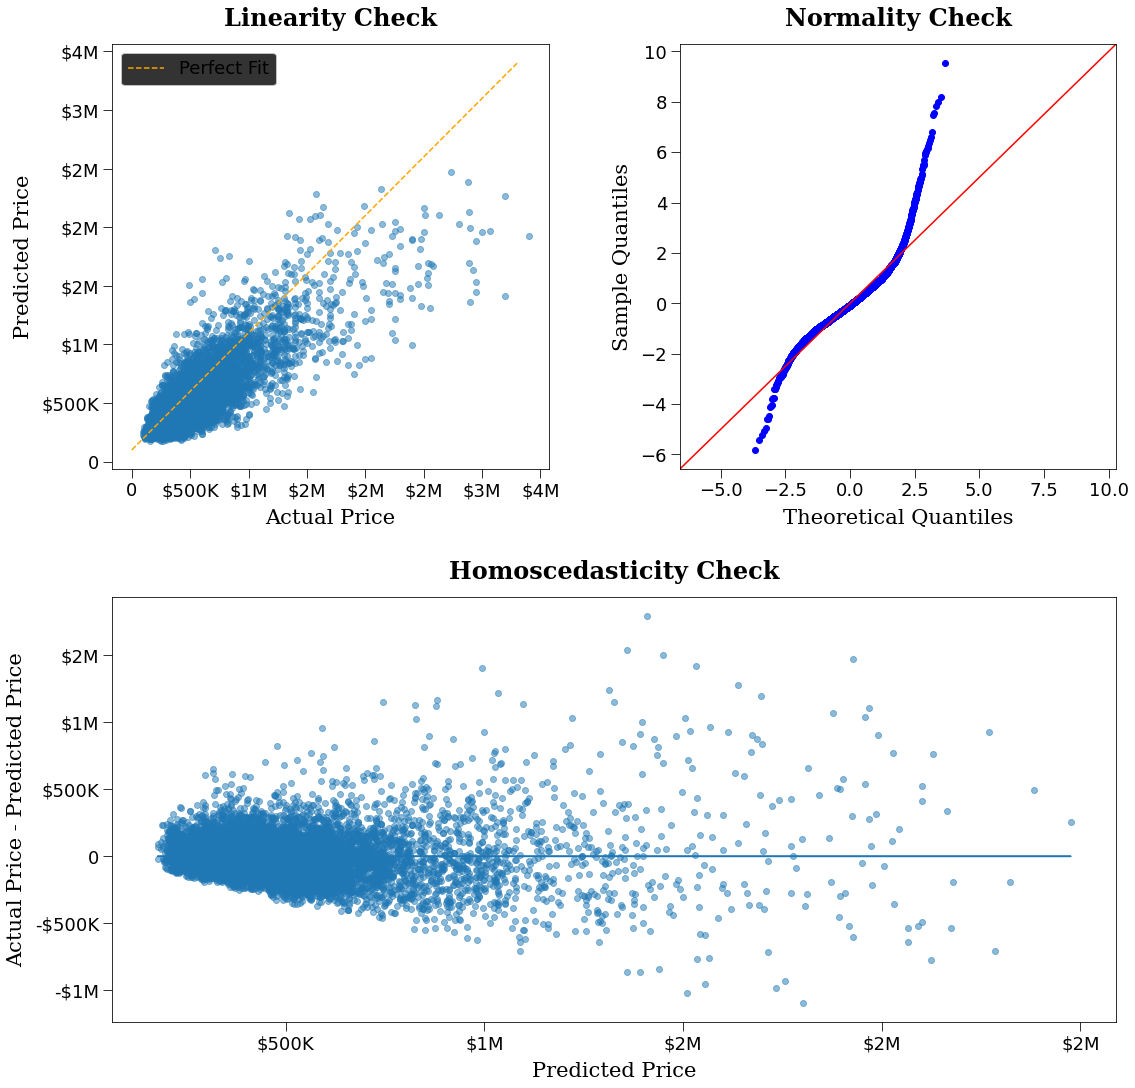 Linearity Check
Perfect Fit
$4M
$3M
$2M
$2M
$2M
$1M
$500K
0
Predicted Price
0 $500K $1M $2M $2M $2M $3M $4M
Actual Price
Normality Check
10
8
6
4
2
0
−2
−4
−6
Sample Quantiles
−5.0 −2.5 0.0 2.5 5.0 7.5 10.0
Theoretical Quantiles
Homoscedasticity Check
$2M
$1M
$500K
0
-$500K
-$1M
Actual Price - Predicted Price
$500K $1M $2M $2M $2M
Predicted Price